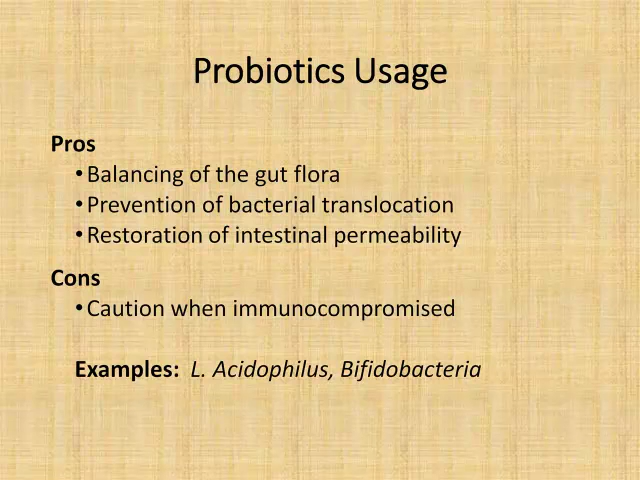 Probiotics Usage
Pros
•Balancing of the gut flora
•Prevention of bacterial translocation
•Restoration of intestinal permeability
Cons
•Caution when immunocompromised
Examples: L. Acidophilus, Bifidobacteria